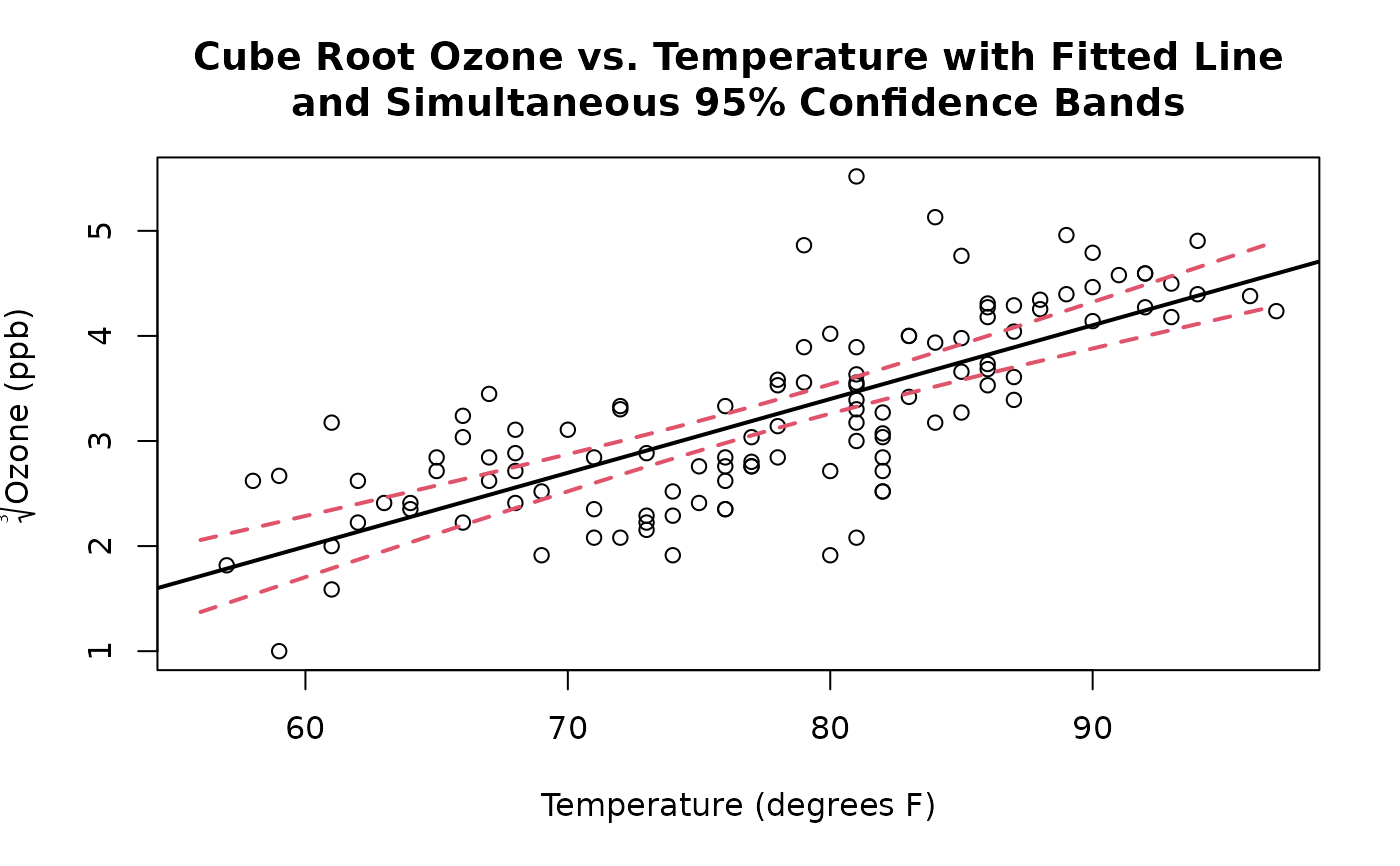 Cube Root Ozone vs. Temperature with Fitted Line
and Simultaneous 95% Confidence Bands
∛Ozone (ppb)
5
4
3
2
1
60 70 80 90
Temperature (degrees F)